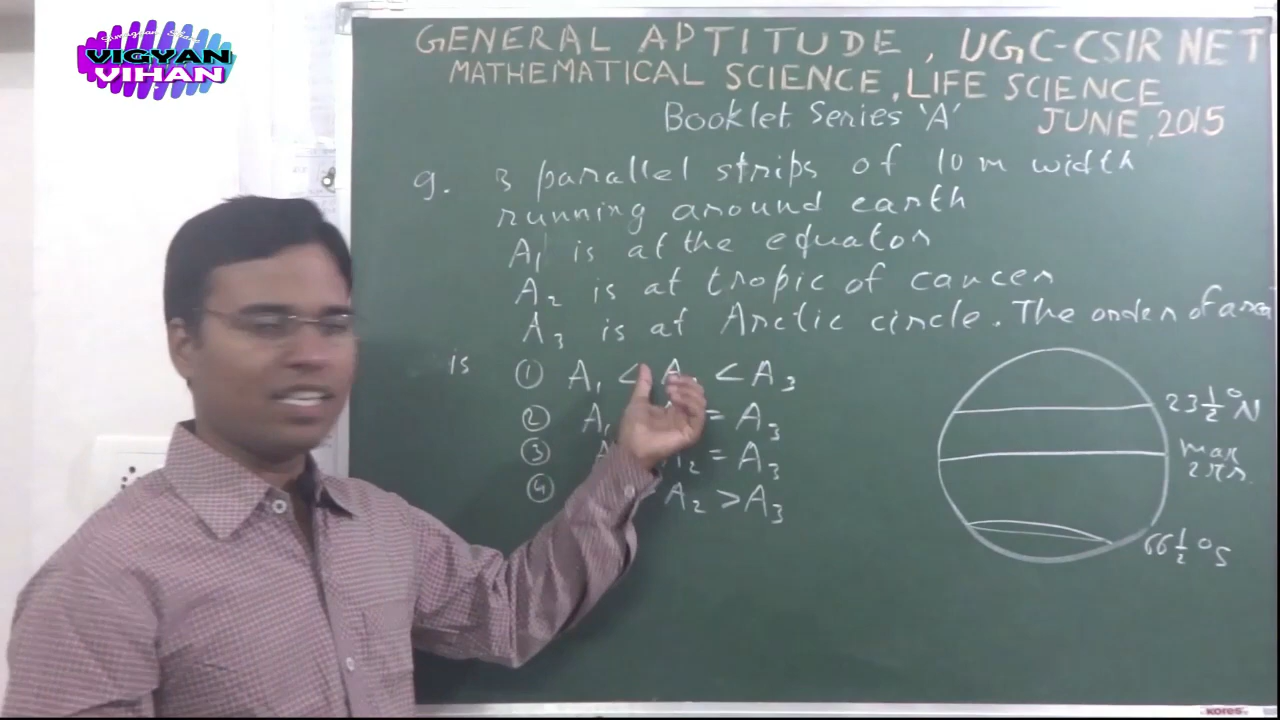 Vigyan Share
VIGYAN
VIHAN
GENERAL APTITUDE, UGC-CSIR NET
MATHEMATICAL SCIENCE, LIFE SCIENCE
Booklet Series 'A' JUNE, 2015
9. 3 parallel strips of 10 m width
running around earth
A₁ is at the equator
A₂ is at tropic of cancer
A₃ is at Arctic circle. The order of area
is ① A₁ < A₂ < A₃
② A₁ = A₃
③ A₂ = A₃
④ A₂ > A₃
23½°N
max
2πr
66½°S
kores